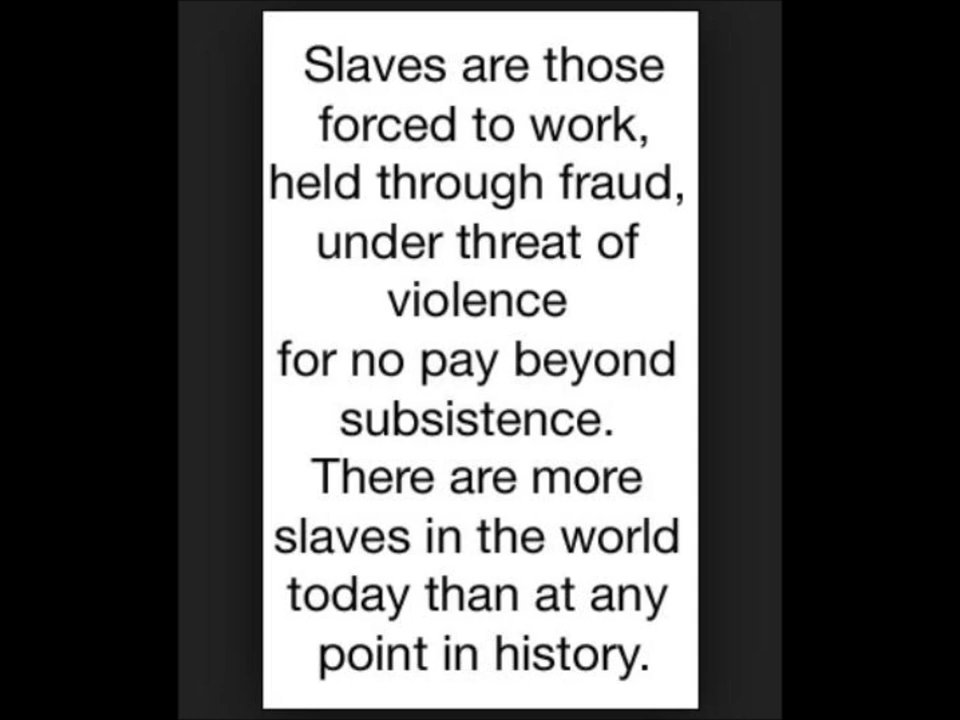 Slaves are those
forced to work,
held through fraud,
under threat of
violence
for no pay beyond
subsistence.
There are more
slaves in the world
today than at any
point in history.